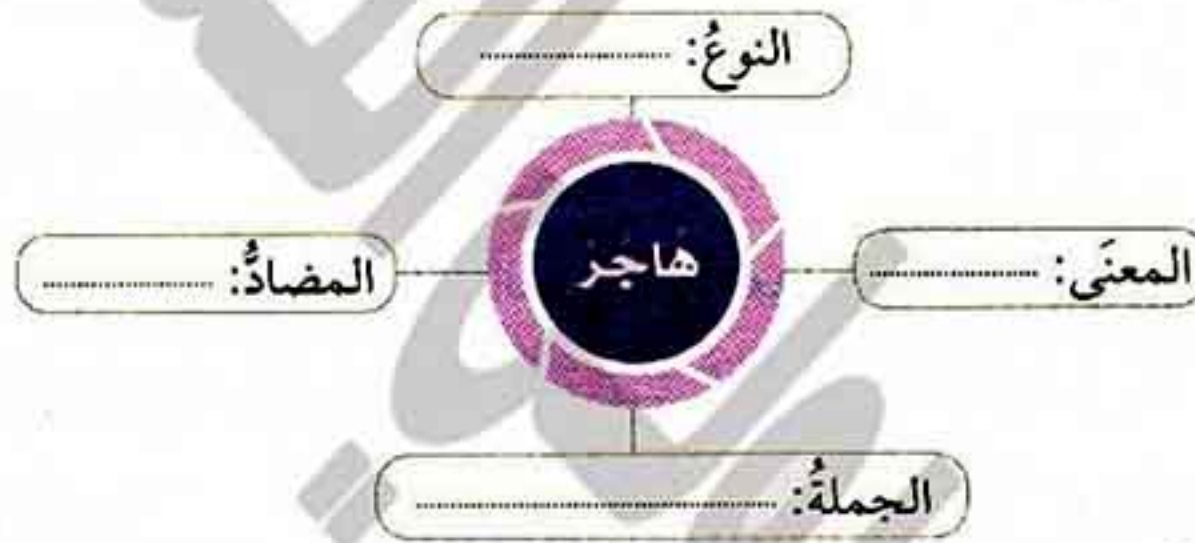 النوعُ: ....................
المعنَى: ....................
هاجر
المضادُّ: ....................
الجملةُ: ........................................